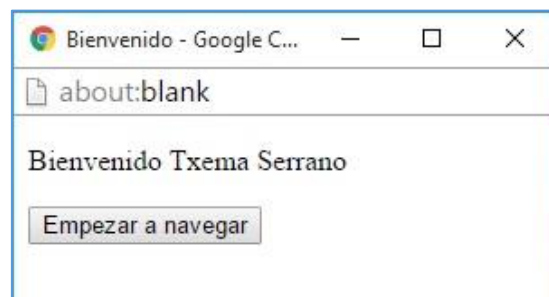 Bienvenido - Google C...
about:blank
Bienvenido Txema Serrano
Empezar a navegar